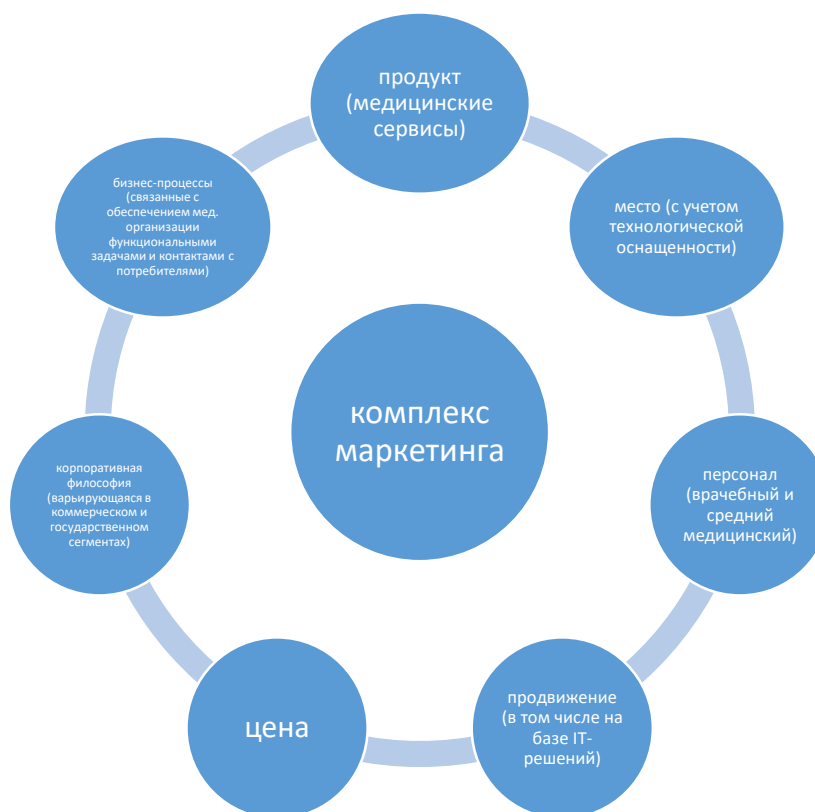 продукт
(медицинские
сервисы)
место (с учетом
технологической
оснащенности)
персонал
(врачебный и
средний
медицинский)
продвижение
(в том числе на
базе IT-
решений)
цена
корпоративная
философия
(варьирующаяся в
коммерческом и
государственном
сегментах)
бизнес-процессы
(связанные с
обеспечением мед.
организации
функциональными
задачами и контактами с
потребителями)
комплекс
маркетинга